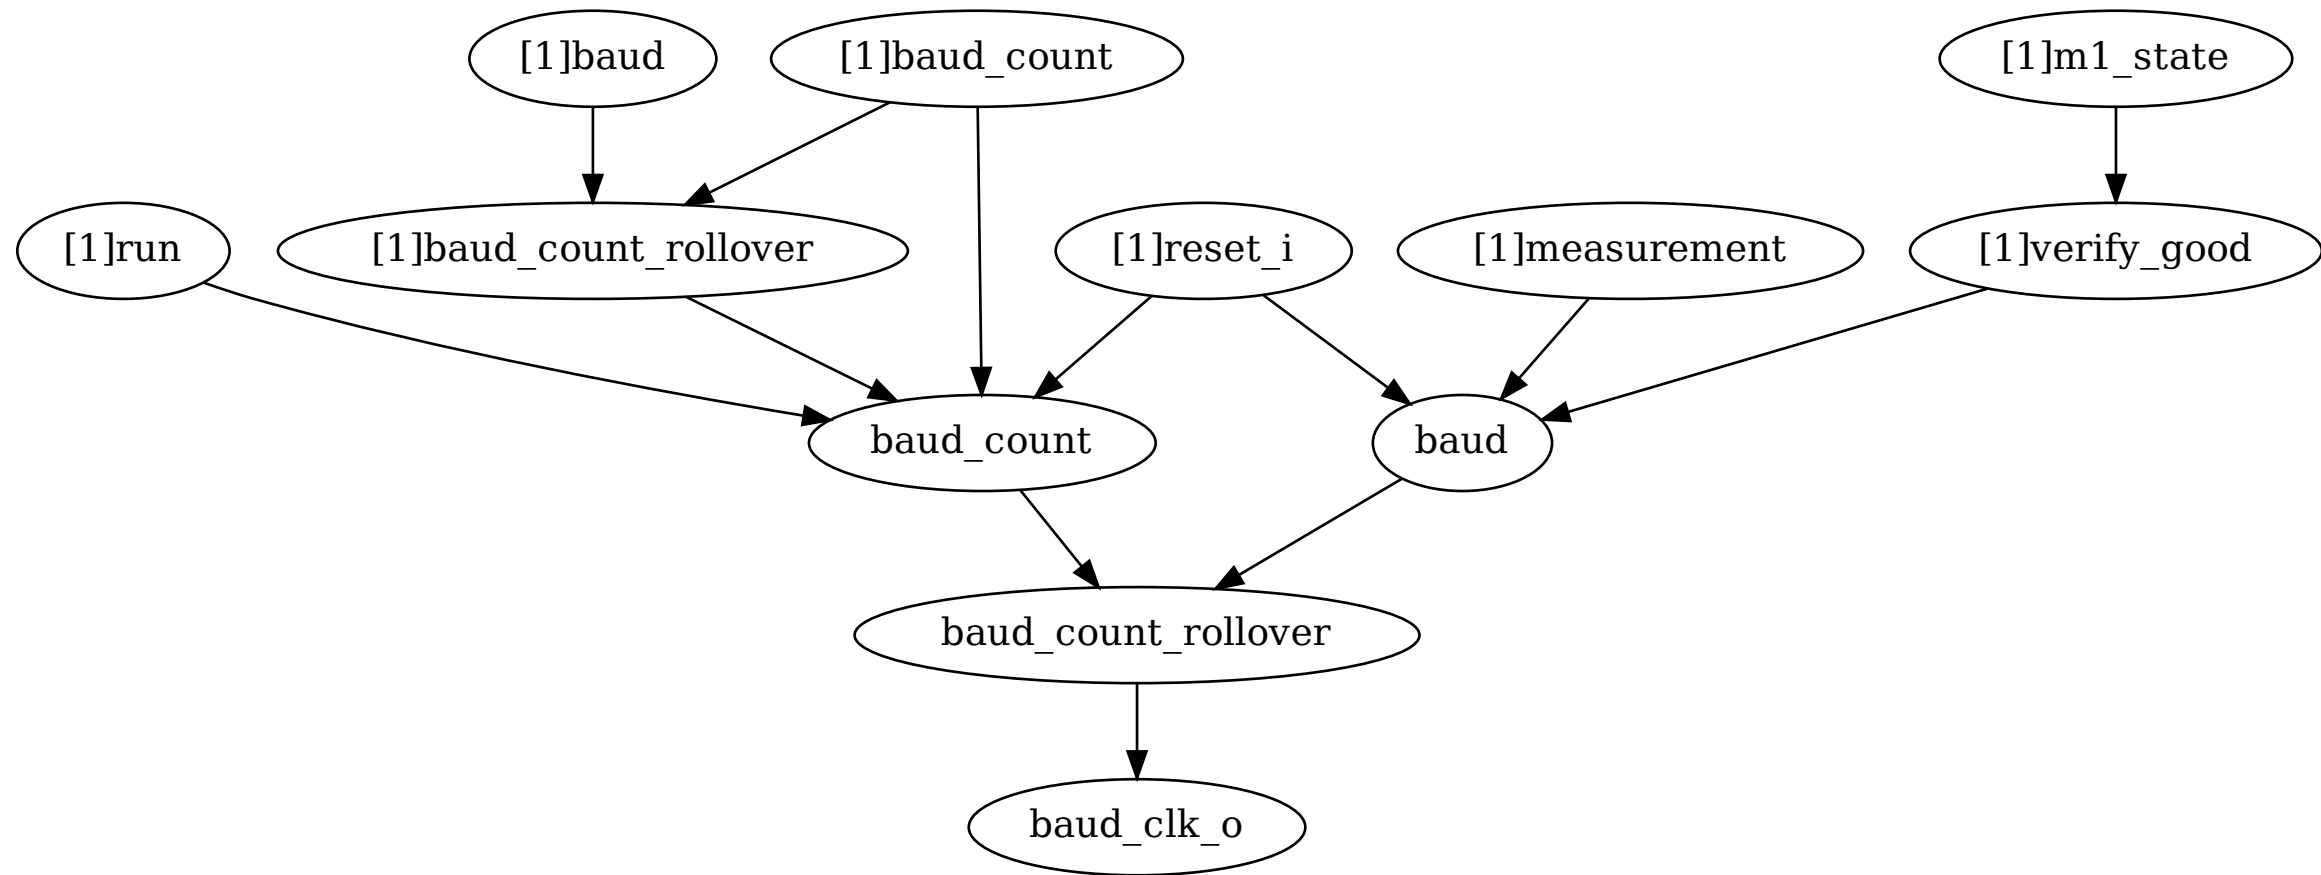 [1]baud
[1]baud_count
[1]m1_state
[1]run
[1]baud_count_rollover
[1]reset_i
[1]measurement
[1]verify_good
baud_count
baud
baud_count_rollover
baud_clk_o